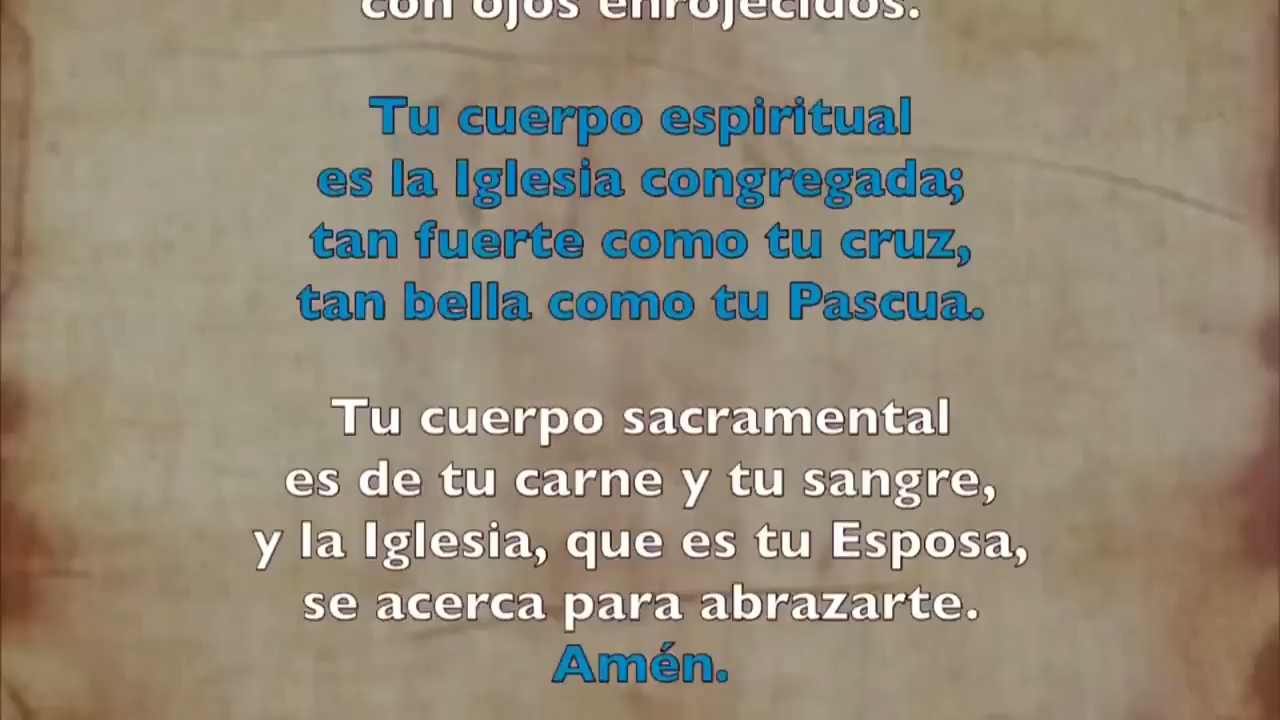 con ojos enrojecidos.
Tu cuerpo espiritual
es la Iglesia congregada;
tan fuerte como tu cruz,
tan bella como tu Pascua.
Tu cuerpo sacramental
es de tu carne y tu sangre,
y la Iglesia, que es tu Esposa,
se acerca para abrazarte.
Amén.